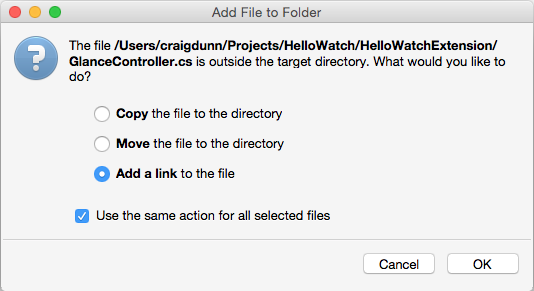 Add File to Folder
The file /Users/craigdunn/Projects/HelloWatch/HelloWatchExtension/
GlanceController.cs is outside the target directory. What would you like to
do?
Copy the file to the directory
Move the file to the directory
Add a link to the file
Use the same action for all selected files
Cancel OK